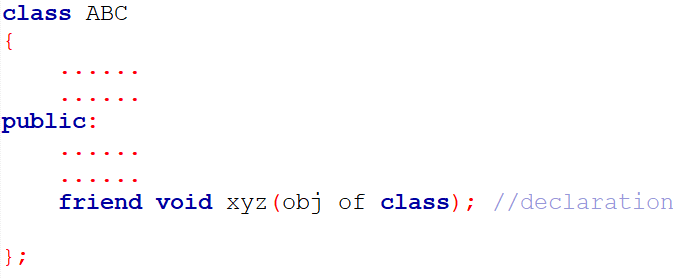 class ABC
{
......
......
public:
......
......
friend void xyz(obj of class); //declaration
};